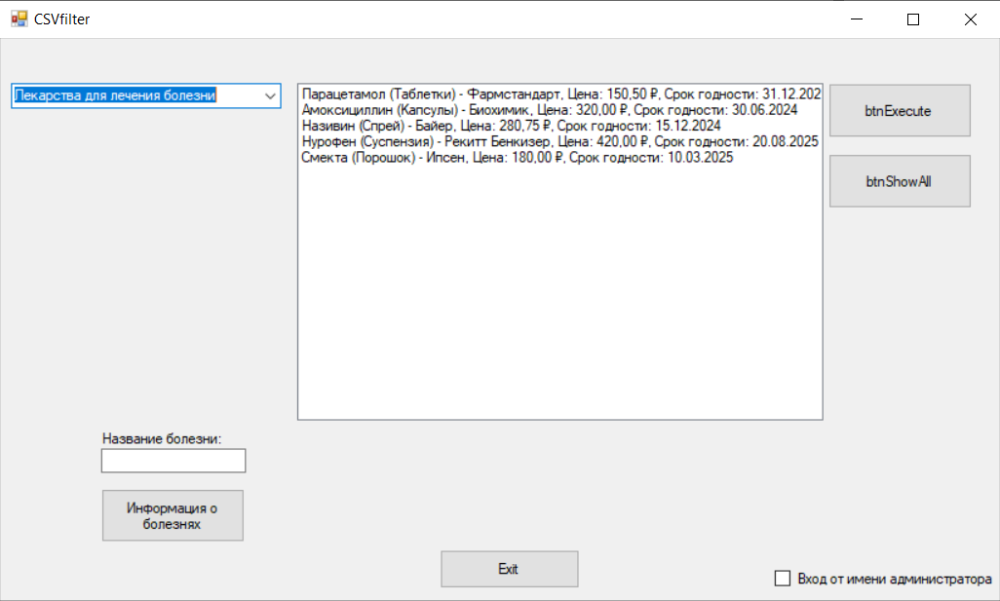 CSVfilter
Лекарства для лечения болезни
Парацетамол (Таблетки) - Фармстандарт, Цена: 150,50 ₽, Срок годности: 31.12.202
Амоксициллин (Капсулы) - Биохимик, Цена: 320,00 ₽, Срок годности: 30.06.2024
Називин (Спрей) - Байер, Цена: 280,75 ₽, Срок годности: 15.12.2024
Нурофен (Суспензия) - Рекитт Бенкизер, Цена: 420,00 ₽, Срок годности: 20.08.2025
Смекта (Порошок) - Ипсен, Цена: 180,00 ₽, Срок годности: 10.03.2025
btnExecute
btnShowAll
Название болезни:
Информация о
болезнях
Exit
Вход от имени администратора